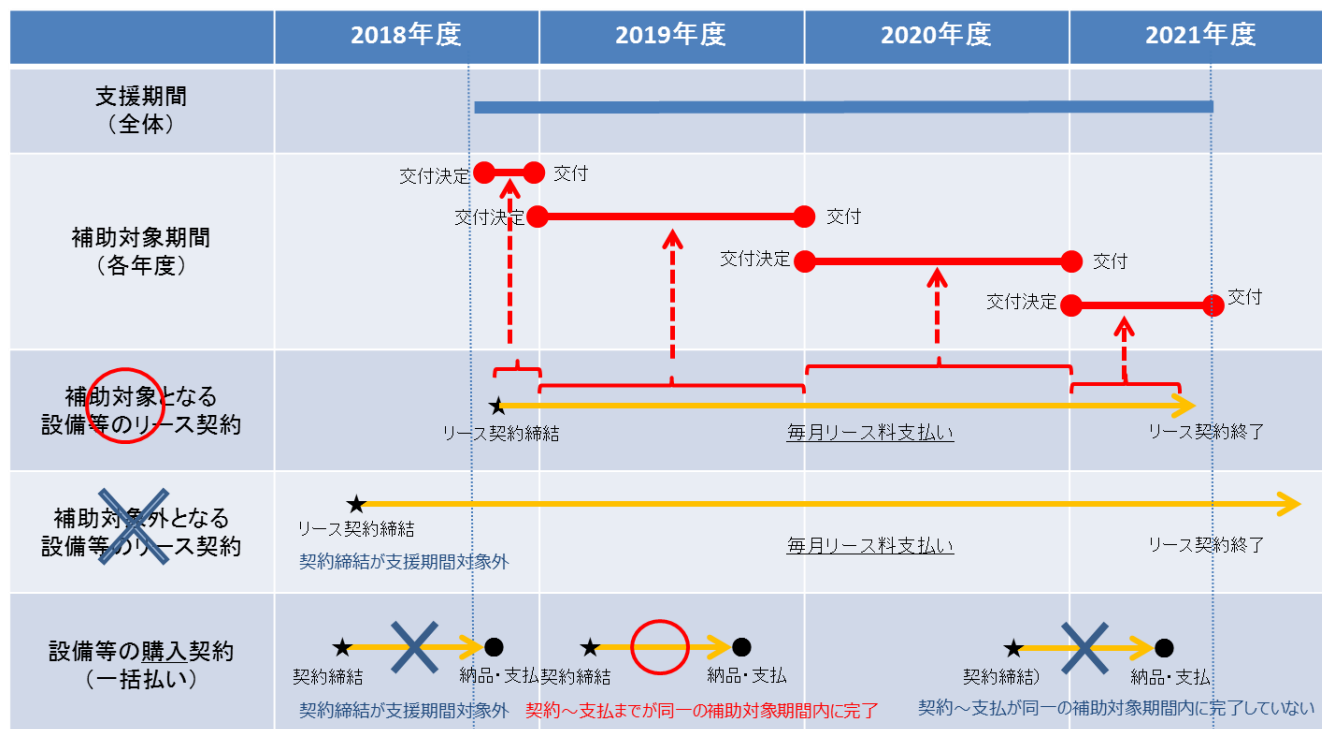 2018年度
2019年度
2020年度
2021年度
支援期間
（全体）
補助対象期間
（各年度）
交付決定
交付
交付決定
交付
交付決定
交付
交付決定
交付
補助対象となる
設備等のリース契約
リース契約締結
毎月リース料支払い
リース契約終了
補助対象外となる
設備等のリース契約
リース契約締結
契約締結が支援期間対象外
毎月リース料支払い
リース契約終了
設備等の購入契約
（一括払い）
契約締結
納品・支払
契約締結が支援期間対象外
契約締結
納品・支払
契約～支払までが同一の補助対象期間内に完了
契約締結）
納品・支払
契約～支払が同一の補助対象期間内に完了していない